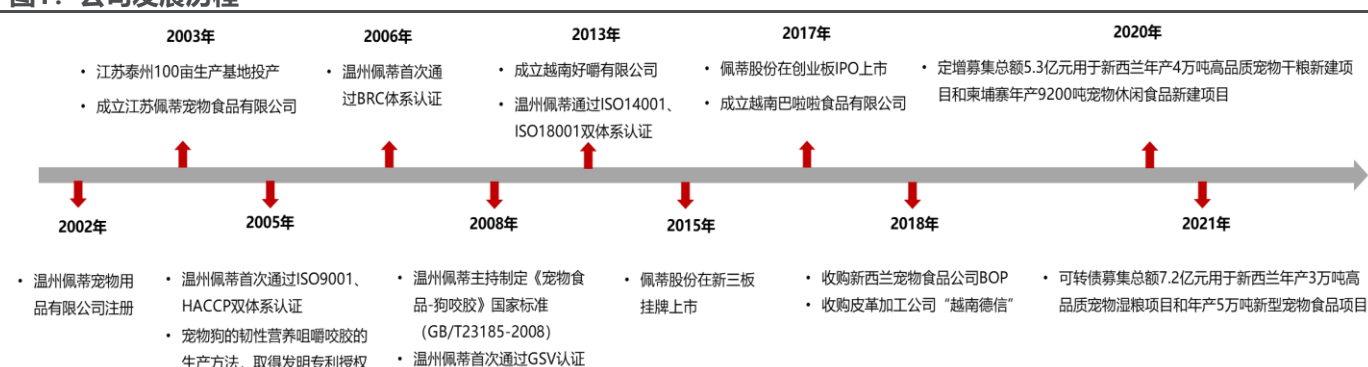 图1：公司发展历程
2003年
• 江苏泰州100亩生产基地投产
• 成立江苏佩蒂宠物食品有限公司
2006年
• 温州佩蒂首次通
过BRC体系认证
2013年
• 成立越南好嚼有限公司
• 温州佩蒂通过ISO14001、
ISO18001双体系认证
2017年
• 佩蒂股份在创业板IPO上市
• 成立越南巴啦啦食品有限公司
2020年
• 定增募集总额5.3亿元用于新西兰年产4万吨高品质宠物干粮新建项
目和柬埔寨年产9200吨宠物休闲食品新建项目
2002年
• 温州佩蒂宠物用
品有限公司注册
2005年
• 温州佩蒂首次通过ISO9001、
HACCP双体系认证
• 宠物狗的韧性营养咀嚼咬胶的
生产方法，取得发明专利授权
2008年
• 温州佩蒂主持制定《宠物食
品-狗咬胶》国家标准
（GB/T23185-2008）
• 温州佩蒂首次通过GSV认证
2015年
• 佩蒂股份在新三板
挂牌上市
2018年
• 收购新西兰宠物食品公司BOP
• 收购皮革加工公司“越南德信”
2021年
• 可转债募集总额7.2亿元用于新西兰年产3万吨高
品质宠物湿粮项目和年产5万吨新型宠物食品项目